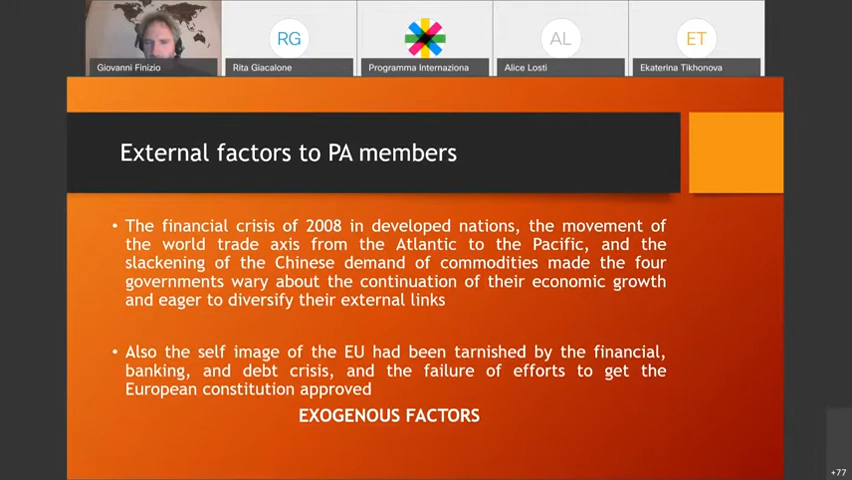 RG
AL
ET
Giovanni Finizio
Rita Giacalone
Programma Internaziona
Alice Losti
Ekaterina Tikhonova
External factors to PA members
• The financial crisis of 2008 in developed nations, the movement of
the world trade axis from the Atlantic to the Pacific, and the
slackening of the Chinese demand of commodities made the four
governments wary about the continuation of their economic growth
and eager to diversify their external links
• Also the self image of the EU had been tarnished by the financial,
banking, and debt crisis, and the failure of efforts to get the
European constitution approved
EXOGENOUS FACTORS
+77